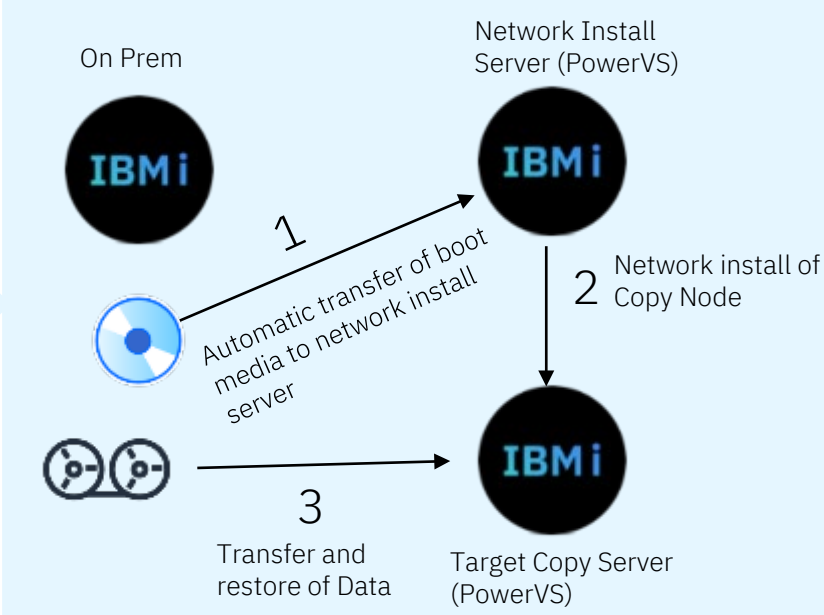 On Prem
Network Install
Server (PowerVS)
IBM i
IBM i
1
Automatic transfer of boot
media to network install
server
2
Network install of
Copy Node
IBM i
3
Transfer and
restore of Data
Target Copy Server
(PowerVS)